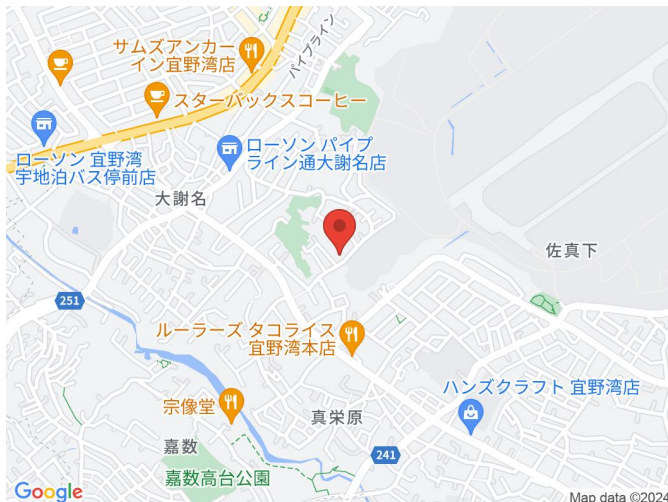 サムズアンカー
イン宜野湾店
パイプライン
スターバックスコーヒー
ローソン 宜野湾
宇地泊バス停前店
ローソン パイプ
ライン通大謝名店
大謝名
佐真下
251
ルーラーズ タコライス
宜野湾本店
ハンズクラフト 宜野湾店
宗像堂
真栄原
嘉数
241
嘉数高台公園
Google
Map data ©2024